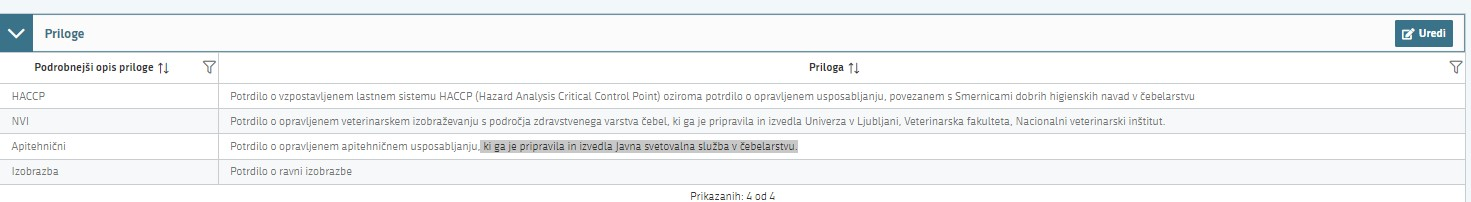 Priloge
Uredi
Podrobnejši opis priloge
Priloga
HACCP
Potrdilo o vzpostavljenem lastnem sistemu HACCP (Hazard Analysis Critical Control Point) oziroma potrdilo o opravljenem usposabljanju, povezanem s Smernicami dobrih higienskih navad v čebelarstvu
NVI
Potrdilo o opravljenem veterinarskem izobraževanju s področja zdravstvenega varstva čebel, ki ga je pripravila in izvedla Univerza v Ljubljani, Veterinarska fakulteta, Nacionalni veterinarski inštitut.
Apitehnični
Potrdilo o opravljenem apitehničnem usposabljanju, ki ga je pripravila in izvedla Javna svetovalna služba v čebelarstvu.
Izobrazba
Potrdilo o ravni izobrazbe
Prikazanih: 4 od 4